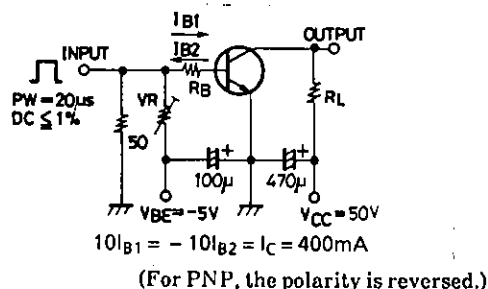 IB1
OUTPUT
INPUT
IB2
RB
PW=20μs
DC≦1%
VR
50
RL
100μ
470μ
VBE=-5V
VCC=50V
10IB1 = −10IB2 = IC = 400mA
(For PNP, the polarity is reversed.)